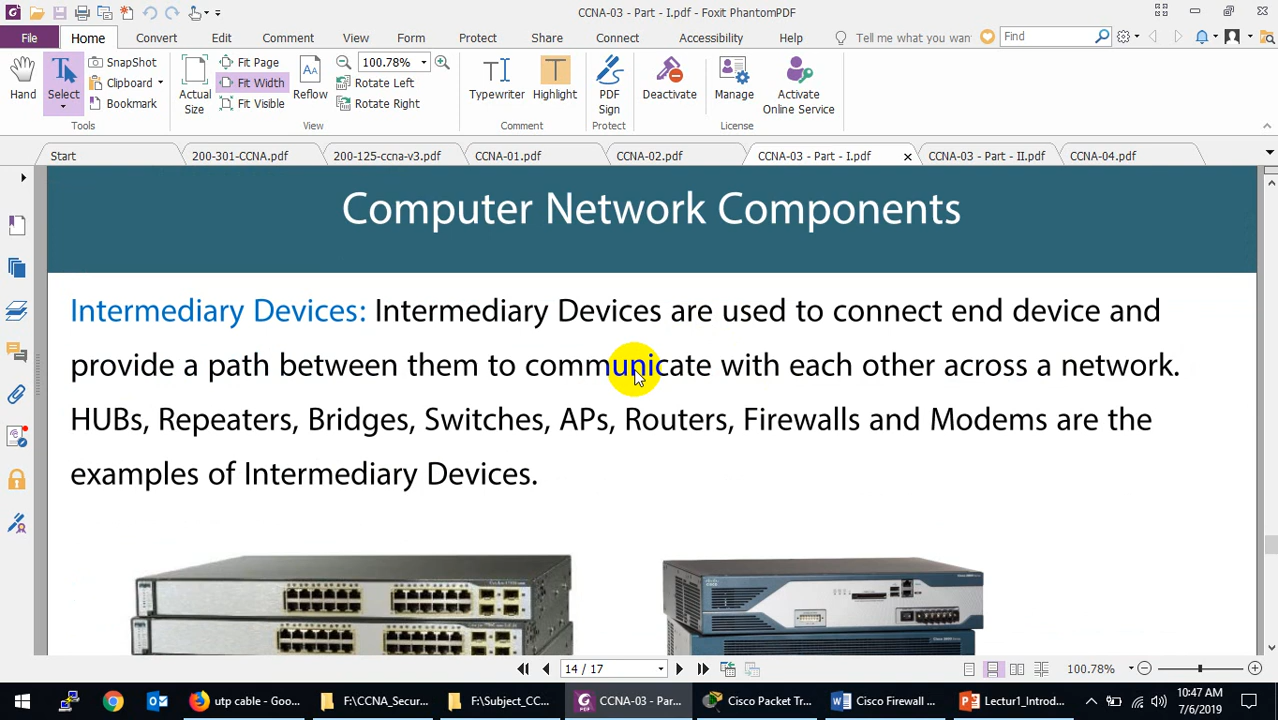 CCNA-03 - Part - I.pdf - Foxit PhantomPDF
File Home Convert Edit Comment View Form Protect Share Connect Accessibility Help Tell me what you want Find
Hand
Select
SnapShot
Clipboard
Bookmark
Tools
Actual
Size
Fit Page
Fit Width
Fit Visible
Reflow
100.78%
Rotate Left
Rotate Right
View
Typewriter
Highlight
Comment
PDF
Sign
Protect
Deactivate
Manage
Activate
Online Service
License
Start 200-301-CCNA.pdf 200-125-ccna-v3.pdf CCNA-01.pdf CCNA-02.pdf CCNA-03 - Part - I.pdf CCNA-03 - Part - II.pdf CCNA-04.pdf
Computer Network Components
Intermediary Devices: Intermediary Devices are used to connect end device and
provide a path between them to communicate with each other across a network.
HUBs, Repeaters, Bridges, Switches, APs, Routers, Firewalls and Modems are the
examples of Intermediary Devices.
14 / 17 100.78%
utp cable - Goo... F:\CCNA_Securi... F:\Subject_CC... CCNA-03 - Par... Cisco Packet Tr... Cisco Firewall ... Lectur1_Introd...
10:47 AM
7/6/2019